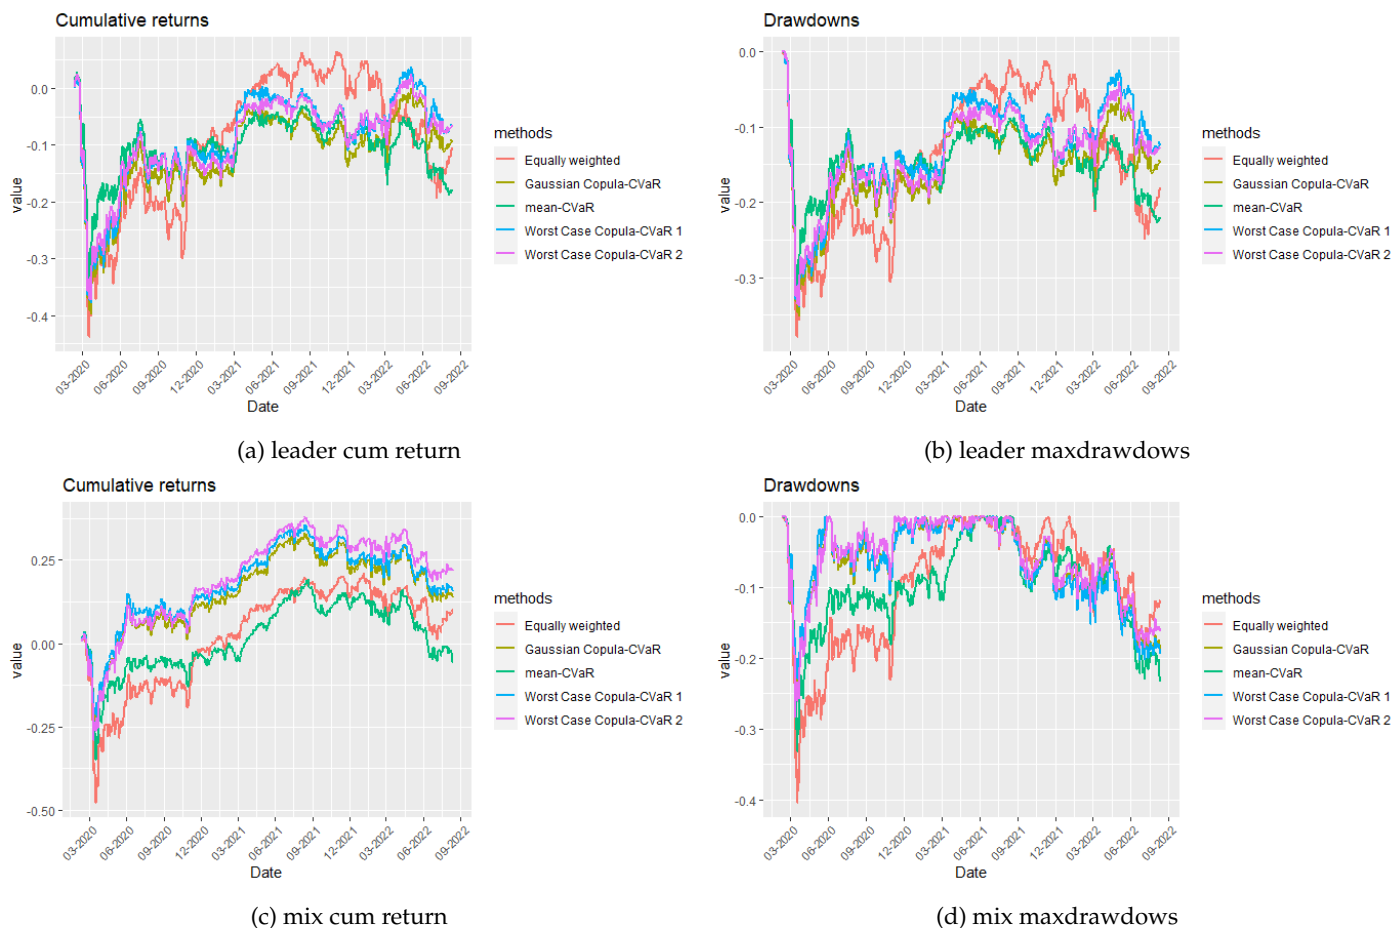 Cumulative returns
0.0
-0.1
-0.2
-0.3
-0.4
value
03-2020
06-2020
09-2020
12-2020
03-2021
06-2021
09-2021
12-2021
03-2022
06-2022
09-2022
Date
methods
Equally weighted
Gaussian Copula-CVaR
mean-CVaR
Worst Case Copula-CVaR 1
Worst Case Copula-CVaR 2
(a) leader cum return
Drawdowns
0.0
-0.1
-0.2
-0.3
value
03-2020
06-2020
09-2020
12-2020
03-2021
06-2021
09-2021
12-2021
03-2022
06-2022
09-2022
Date
methods
Equally weighted
Gaussian Copula-CVaR
mean-CVaR
Worst Case Copula-CVaR 1
Worst Case Copula-CVaR 2
(b) leader maxdrawdows
Cumulative returns
0.25
0.00
-0.25
-0.50
value
03-2020
06-2020
09-2020
12-2020
03-2021
06-2021
09-2021
12-2021
03-2022
06-2022
09-2022
Date
methods
Equally weighted
Gaussian Copula-CVaR
mean-CVaR
Worst Case Copula-CVaR 1
Worst Case Copula-CVaR 2
(c) mix cum return
Drawdowns
0.0
-0.1
-0.2
-0.3
-0.4
value
03-2020
06-2020
09-2020
12-2020
03-2021
06-2021
09-2021
12-2021
03-2022
06-2022
09-2022
Date
methods
Equally weighted
Gaussian Copula-CVaR
mean-CVaR
Worst Case Copula-CVaR 1
Worst Case Copula-CVaR 2
(d) mix maxdrawdows